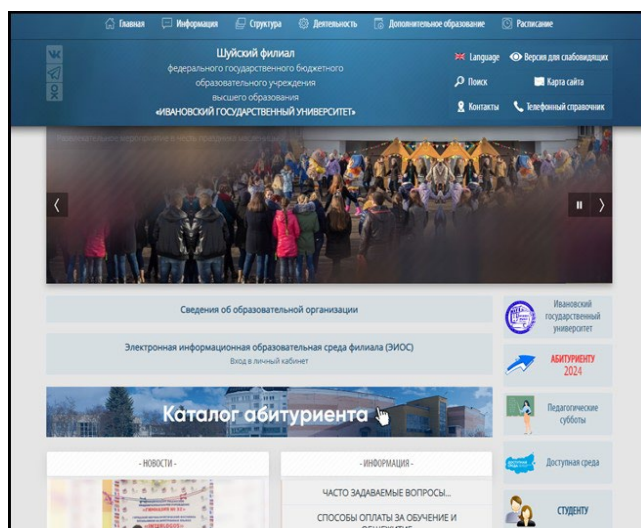 Главная Информация Структура Деятельность Дополнительное образование Расписание
Шуйский филиал
федерального государственного бюджетного
образовательного учреждения
высшего образования
«ИВАНОВСКИЙ ГОСУДАРСТВЕННЫЙ УНИВЕРСИТЕТ»
Language Версия для слабовидящих
Поиск Карта сайта
Контакты Телефонный справочник
Сведения об образовательной организации
Электронная информационная образовательная среда филиала (ЭИОС)
Вход в личный кабинет
Каталог абитуриента
Ивановский
государственный
университет
АБИТУРИЕНТУ
2024
Педагогические
субботы
Доступная среда
СТУДЕНТУ
- НОВОСТИ -
- ИНФОРМАЦИЯ -
ЧАСТО ЗАДАВАЕМЫЕ ВОПРОСЫ...
СПОСОБЫ ОПЛАТЫ ЗА ОБУЧЕНИЕ И
ОБЩЕЖИТИЕ